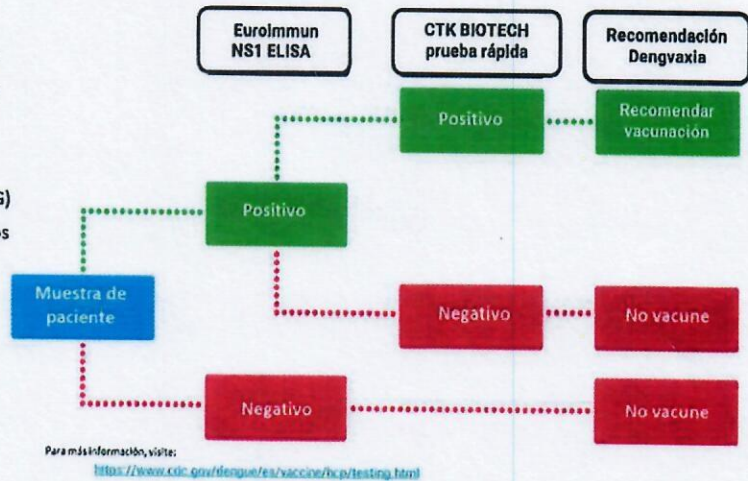 Euroimmun
NS1 ELISA
CTK BIOTECH
prueba rápida
Recomendación
Dengvaxia
Positivo
Recomendar
vacunación
G)
Positivo
os
Muestra de
paciente
Negativo
No vacune
Negativo
No vacune
Para más información, visite:
https://www.cdc.gov/dengue/es/vaccine/hcp/testing.html